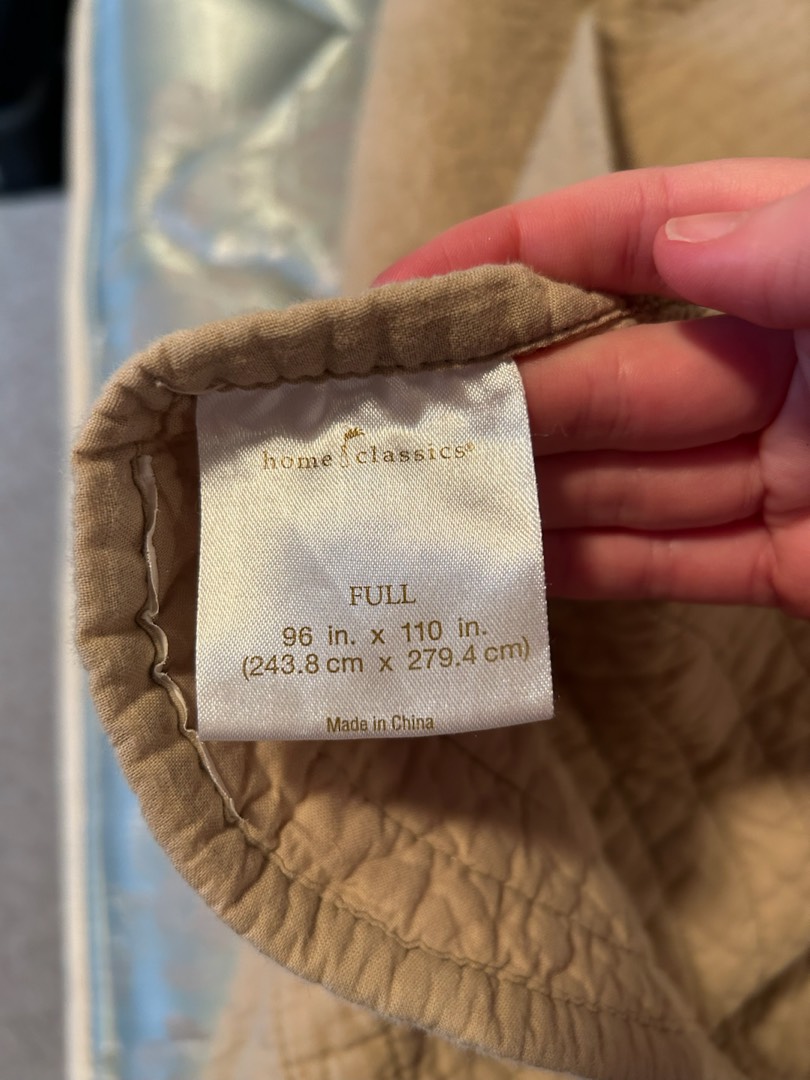 home classics®
FULL
96 in. x 110 in.
(243.8 cm x 279.4 cm)
Made in China